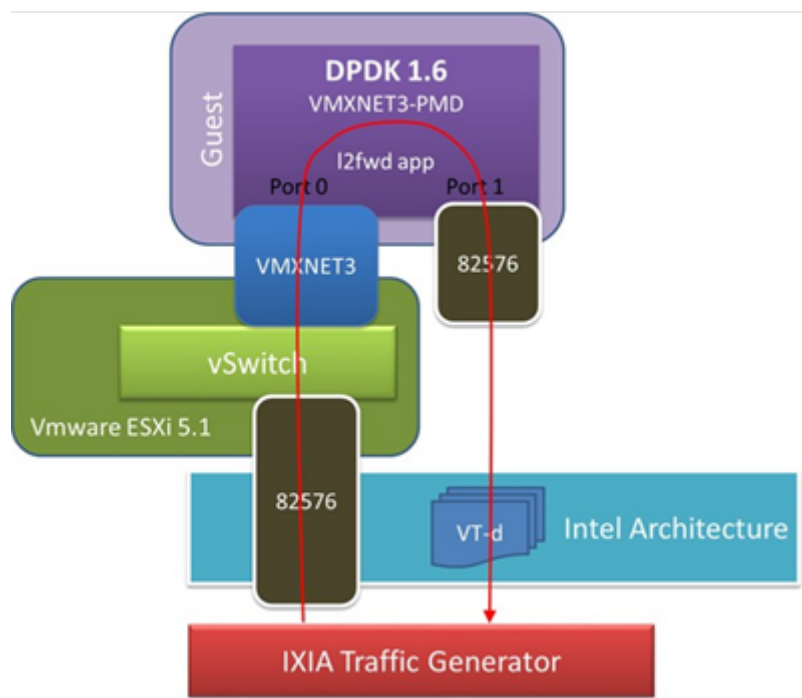 DPDK 1.6
VMXNET3-PMD
Guest
l2fwd app
Port 0
Port 1
VMXNET3
82576
vSwitch
Vmware ESXi 5.1
82576
VT-d
Intel Architecture
IXIA Traffic Generator